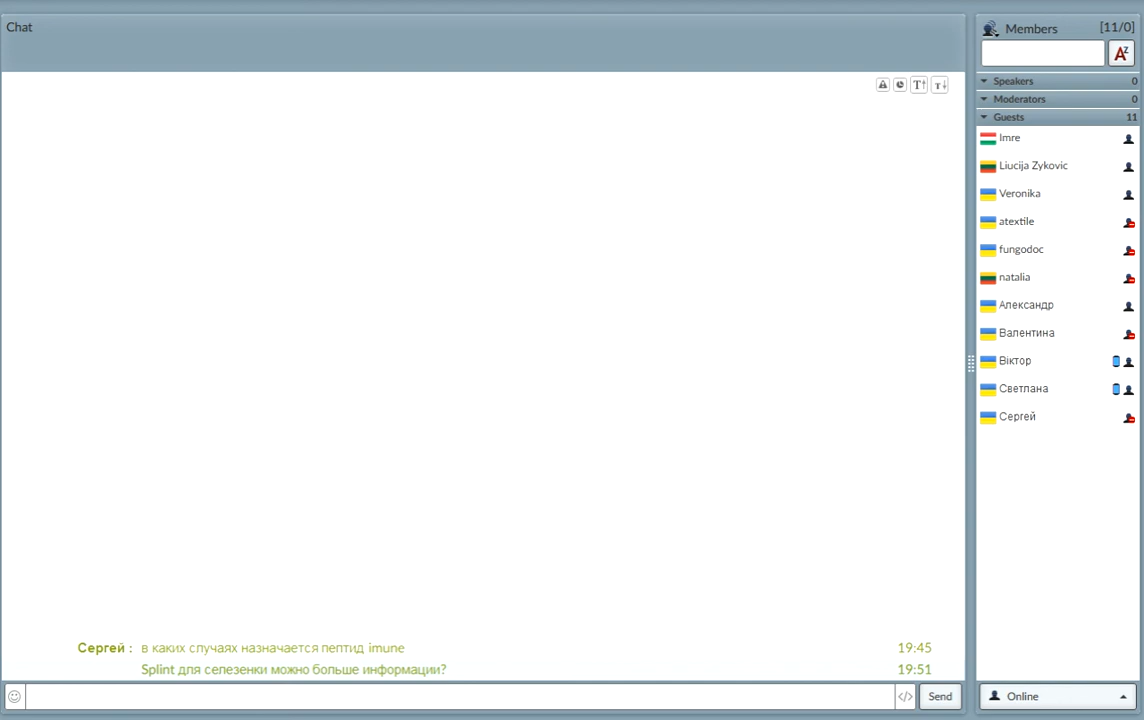 Chat
Members [11/0]
Speakers 0
Moderators 0
Guests 11
Imre
Liucija Zykovic
Veronika
atextile
fungodoc
natalia
Александр
Валентина
Віктор
Светлана
Сергей
Сергей : в каких случаях назначается пептид imune 19:45
Splint для селезенки можно больше информации? 19:51
Send
Online